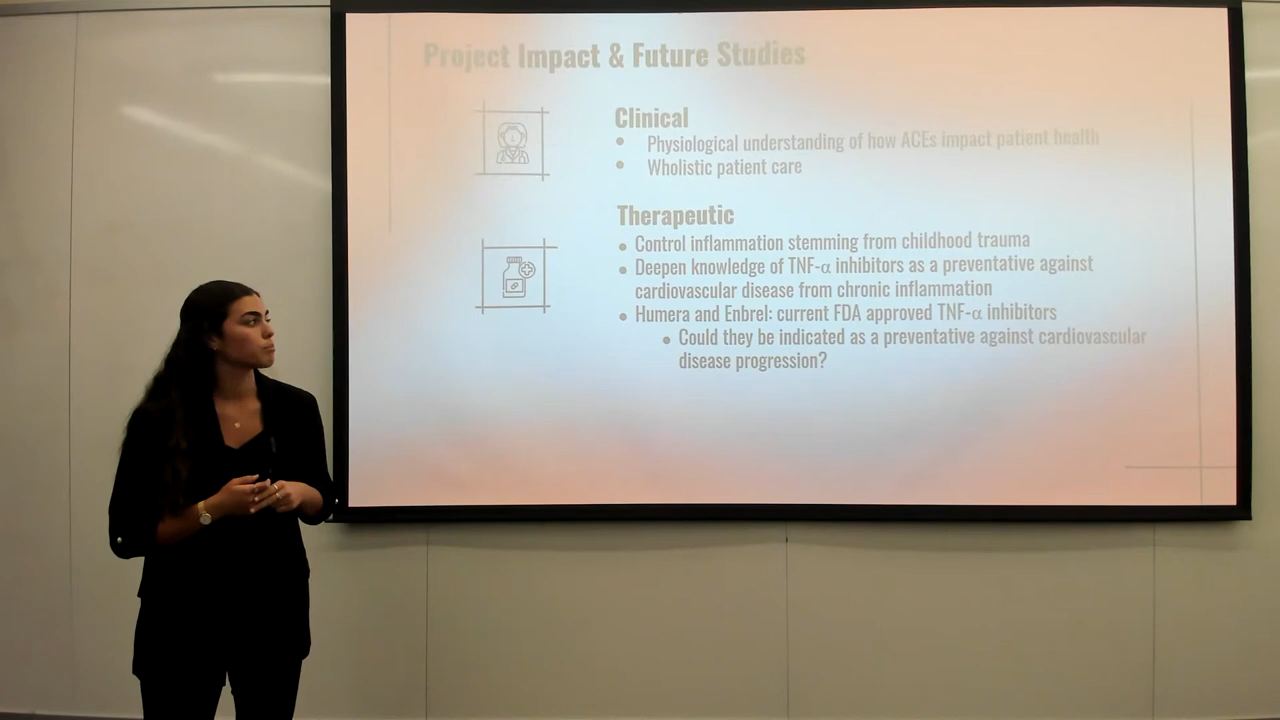 Project Impact & Future Studies
Clinical
• Physiological understanding of how ACEs impact patient health
• Wholistic patient care
Therapeutic
• Control inflammation stemming from childhood trauma
• Deepen knowledge of TNF-α inhibitors as a preventative against
cardiovascular disease from chronic inflammation
• Humera and Enbrel: current FDA approved TNF-α inhibitors
• Could they be indicated as a preventative against cardiovascular
disease progression?